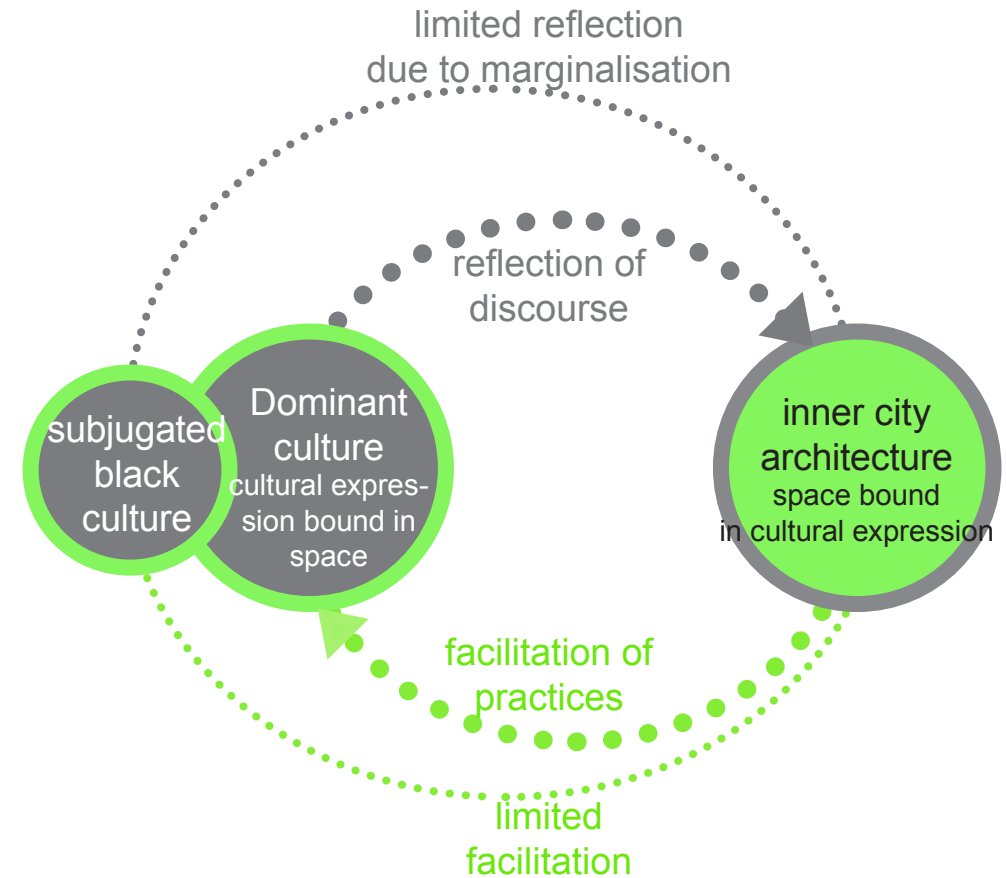 limited reflection
due to marginalisation
reflection of
discourse
subjugated
black
culture
Dominant
culture
cultural expres-
sion bound in
space
inner city
architecture
space bound
in cultural expression
facilitation of
practices
limited
facilitation